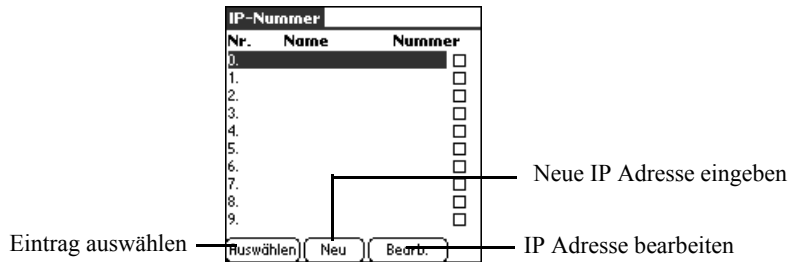 IP-Nummer
Nr. Name Nummer
0.
1.
2.
3.
4.
5.
6.
7.
8.
9.
Neue IP Adresse eingeben
Eintrag auswählen
Auswählen Neu Bearb.
IP Adresse bearbeiten